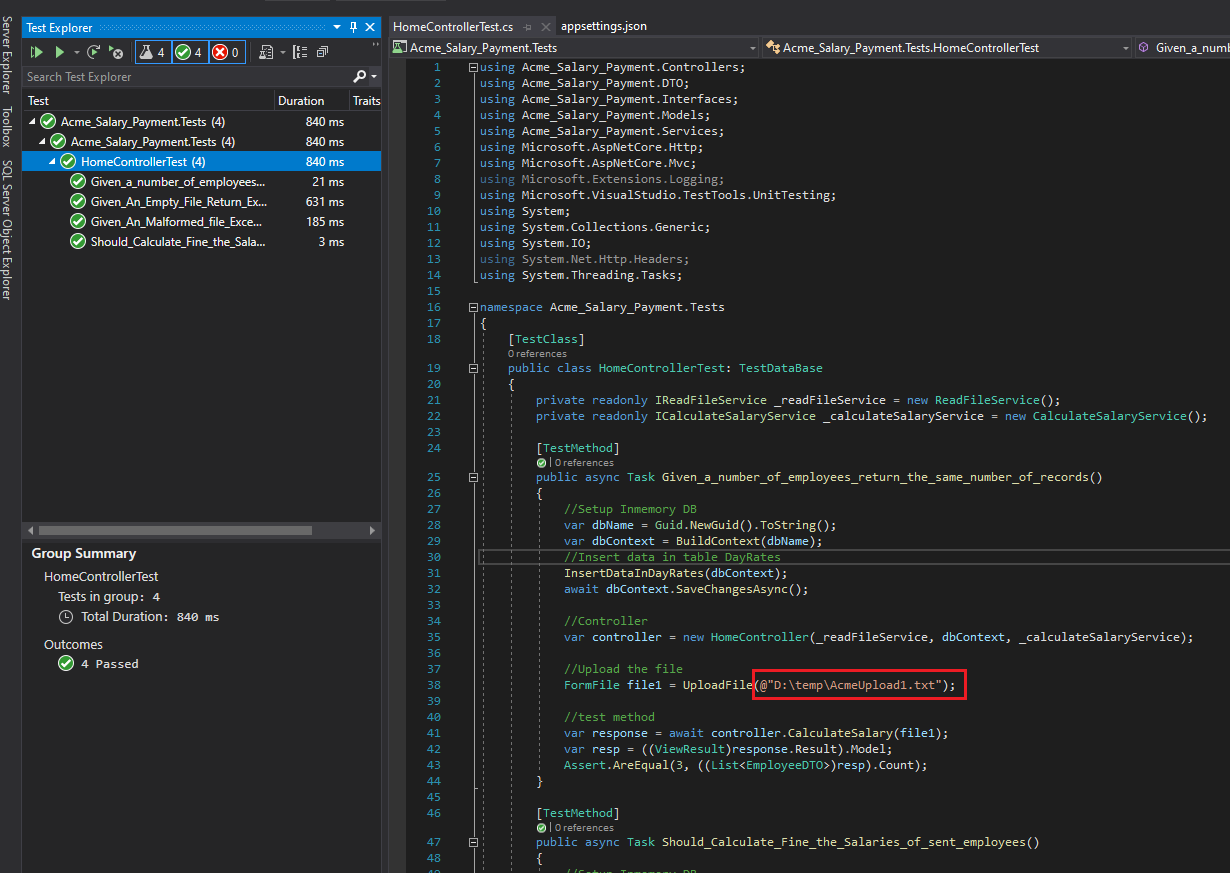 Server Explorer
Toolbox
SQL Server Object Explorer
Test Explorer
4 4 0
Search Test Explorer
Test Duration Traits
Acme_Salary_Payment.Tests (4) 840 ms
Acme_Salary_Payment.Tests (4) 840 ms
HomeControllerTest (4) 840 ms
Given_a_number_of_employees... 21 ms
Given_An_Empty_File_Return_Ex... 631 ms
Given_An_Malformed_file_Exce... 185 ms
Should_Calculate_Fine_the_Sala... 3 ms
Group Summary
HomeControllerTest
Tests in group: 4
Total Duration: 840 ms
Outcomes
4 Passed
HomeControllerTest.cs appsettings.json
Acme_Salary_Payment.Tests Acme_Salary_Payment.Tests.HomeControllerTest Given_a_numb
1 using Acme_Salary_Payment.Controllers;
2 using Acme_Salary_Payment.DTO;
3 using Acme_Salary_Payment.Interfaces;
4 using Acme_Salary_Payment.Models;
5 using Acme_Salary_Payment.Services;
6 using Microsoft.AspNetCore.Http;
7 using Microsoft.AspNetCore.Mvc;
8 using Microsoft.Extensions.Logging;
9 using Microsoft.VisualStudio.TestTools.UnitTesting;
10 using System;
11 using System.Collections.Generic;
12 using System.IO;
13 using System.Net.Http.Headers;
14 using System.Threading.Tasks;
15
16 namespace Acme_Salary_Payment.Tests
17 {
18 [TestClass]
0 references
19 public class HomeControllerTest: TestDataBase
20 {
21 private readonly IReadFileService _readFileService = new ReadFileService();
22 private readonly ICalculateSalaryService _calculateSalaryService = new CalculateSalaryService();
23
24 [TestMethod]
| 0 references
25 public async Task Given_a_number_of_employees_return_the_same_number_of_records()
26 {
27 //Setup Inmemory DB
28 var dbName = Guid.NewGuid().ToString();
29 var dbContext = BuildContext(dbName);
30 //Insert data in table DayRates
31 InsertDataInDayRates(dbContext);
32 await dbContext.SaveChangesAsync();
33
34 //Controller
35 var controller = new HomeController(_readFileService, dbContext, _calculateSalaryService);
36
37 //Upload the file
38 FormFile file1 = UploadFile(@"D:\temp\AcmeUpload1.txt");
39
40 //test method
41 var response = await controller.CalculateSalary(file1);
42 var resp = ((ViewResult)response.Result).Model;
43 Assert.AreEqual(3, ((List<EmployeeDTO>)resp).Count);
44 }
45
46 [TestMethod]
| 0 references
47 public async Task Should_Calculate_Fine_the_Salaries_of_sent_employees()
48 {
49 //Setup Inmemory DB